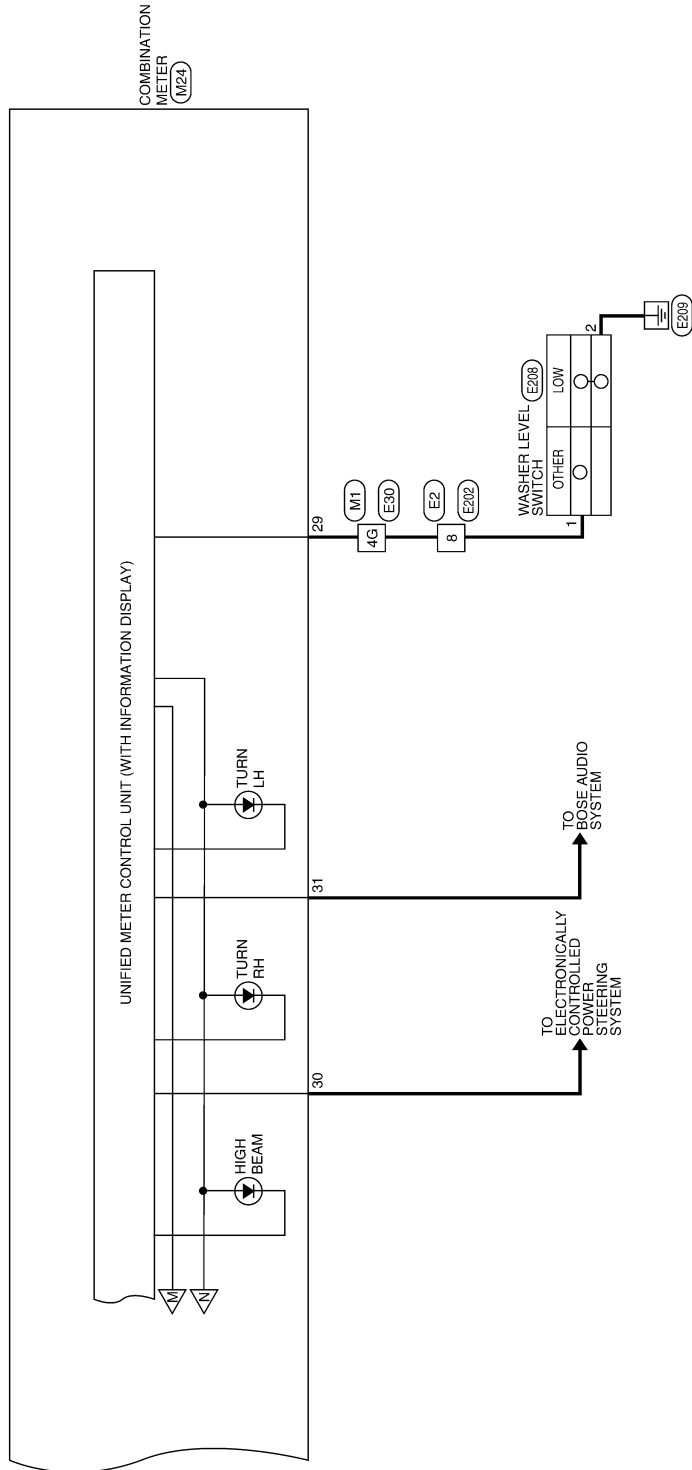 COMBINATION
METER
M24
UNIFIED METER CONTROL UNIT (WITH INFORMATION DISPLAY)
M
N
HIGH
BEAM
TURN
RH
TURN
LH
30
31
29
TO
ELECTRONICALLY
CONTROLLED
POWER
STEERING
SYSTEM
TO
BOSE AUDIO
SYSTEM
4G
M1
E30
8
E2
E202
WASHER LEVEL
SWITCH
E208
OTHER
LOW
1
2
E209